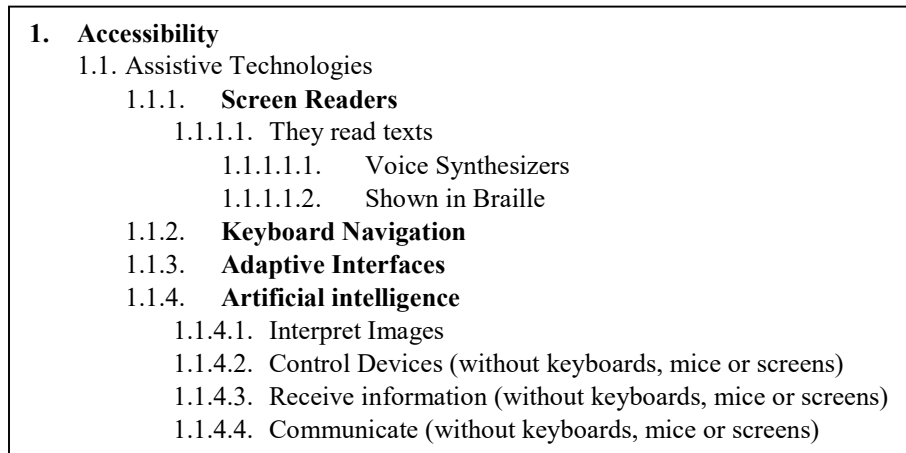 1. Accessibility
1.1. Assistive Technologies
1.1.1. Screen Readers
1.1.1.1. They read texts
1.1.1.1.1. Voice Synthesizers
1.1.1.1.2. Shown in Braille
1.1.2. Keyboard Navigation
1.1.3. Adaptive Interfaces
1.1.4. Artificial intelligence
1.1.4.1. Interpret Images
1.1.4.2. Control Devices (without keyboards, mice or screens)
1.1.4.3. Receive information (without keyboards, mice or screens)
1.1.4.4. Communicate (without keyboards, mice or screens)